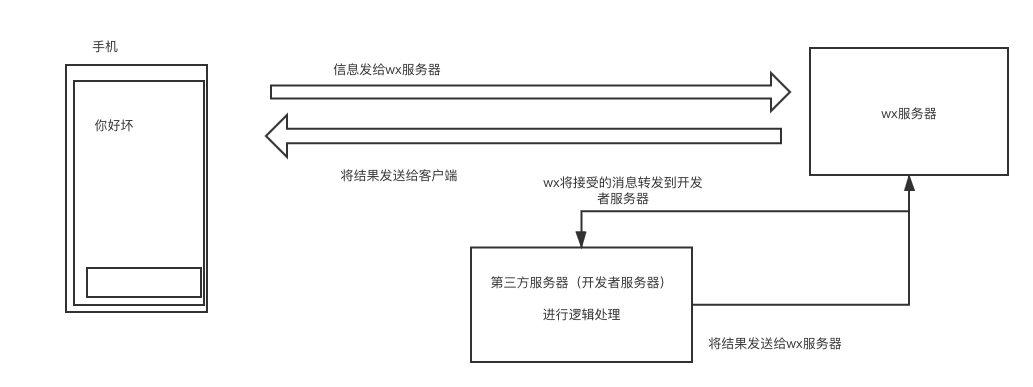 手机
信息发给wx服务器
你好坏
wx服务器
将结果发送给客户端
wx将接受的消息转发到开发
者服务器
第三方服务器（开发者服务器）
进行逻辑处理
将结果发送给wx服务器